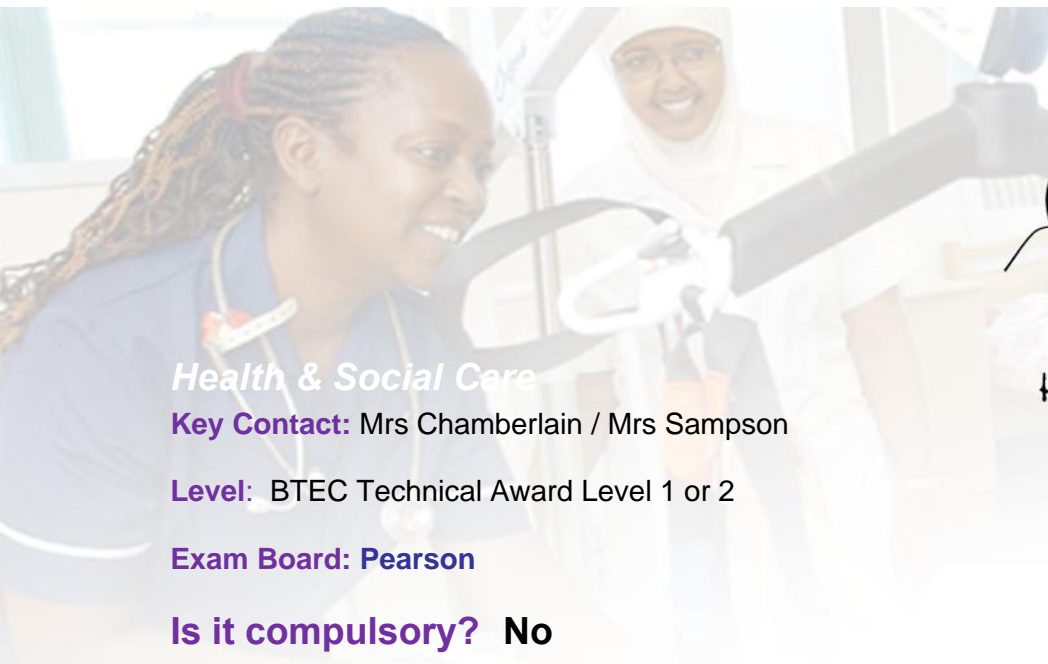 Health & Social Care
Key Contact: Mrs Chamberlain / Mrs Sampson
Level: BTEC Technical Award Level 1 or 2
Exam Board: Pearson
Is it compulsory? No